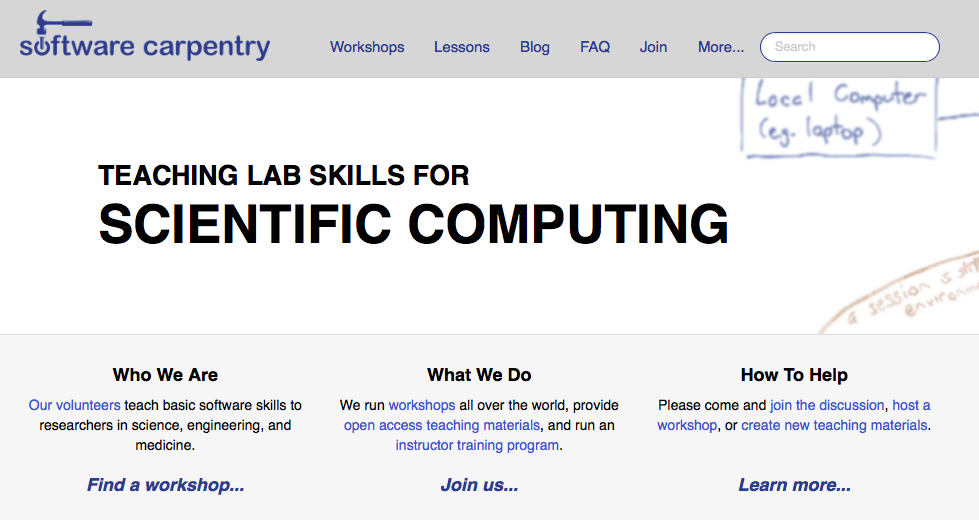 software carpentry
Workshops Lessons Blog FAQ Join More... Search
Local Computer
(e.g. laptop)
TEACHING LAB SKILLS FOR
SCIENTIFIC COMPUTING
a session is
Who We Are
Our volunteers teach basic software skills to
researchers in science, engineering, and
medicine.
Find a workshop...
What We Do
We run workshops all over the world, provide
open access teaching materials, and run an
instructor training program.
Join us...
How To Help
Please come and join the discussion, host a
workshop, or create new teaching materials.
Learn more...